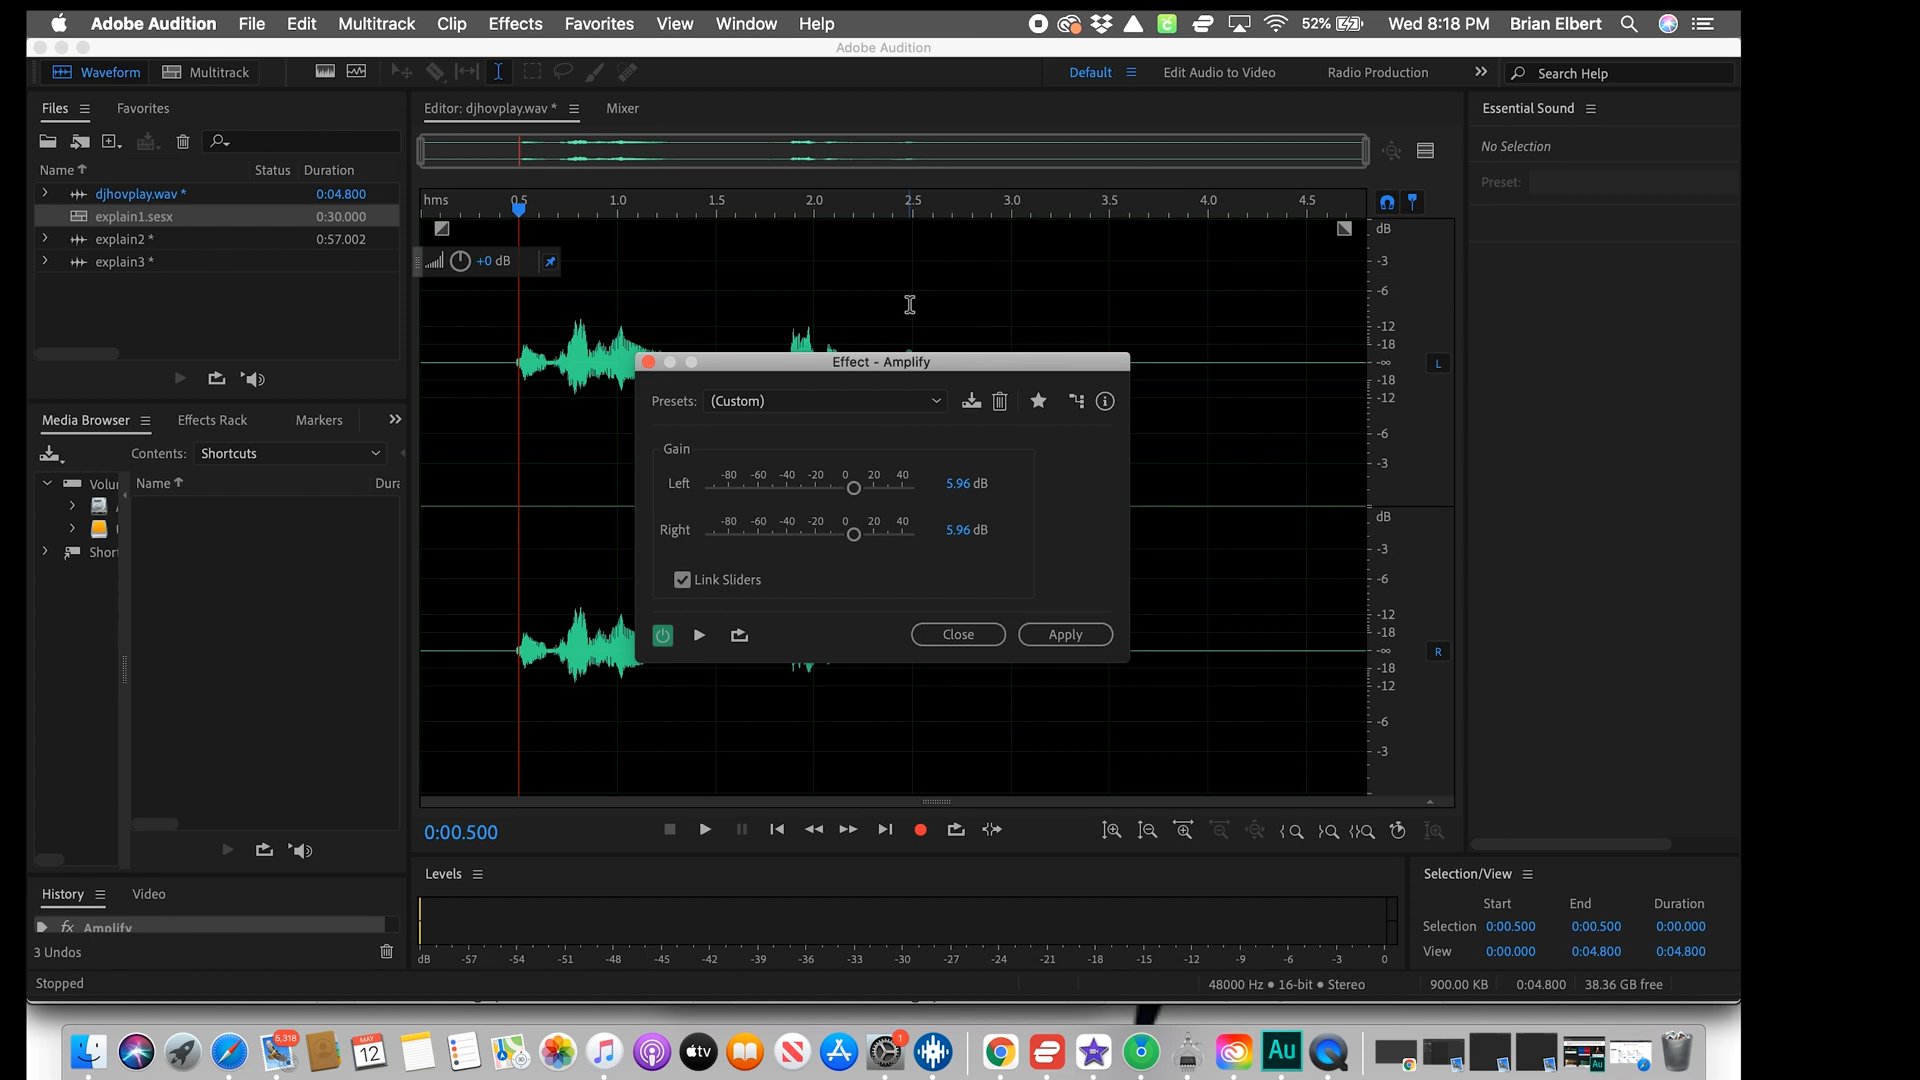 Adobe Audition File Edit Multitrack Clip Effects Favorites View Window Help 52% Wed 8:18 PM Brian Elbert
Adobe Audition
Waveform Multitrack Default Edit Audio to Video Radio Production Search Help
Files Favorites
Editor: djhovplay.wav * Mixer
Essential Sound
No Selection
Preset:
Name Status Duration
djhovplay.wav * 0:04.800
explain1.sesx 0:30.000
explain2 * 0:57.002
explain3 *
hms 0.5 1.0 1.5 2.0 2.5 3.0 3.5 4.0 4.5
+0 dB
dB
-3
-6
-12
-∞
-18
-12
-6
-3
L
dB
-3
-6
-12
-18
-∞
-18
-12
-6
-3
R
Effect - Amplify
Presets: (Custom)
Gain
-80 -60 -40 -20 0 20 40
Left 5.96 dB
-80 -60 -40 -20 0 20 40
Right 5.96 dB
Link Sliders
Close Apply
Media Browser Effects Rack Markers
Contents: Shortcuts
Volu
Name Dura
Shor
0:00.500
History Video
Amplify
3 Undos
Stopped
Levels
dB -57 -54 -51 -48 -45 -42 -39 -36 -33 -30 -27 -24 -21 -18 -15 -12 -9 -6 -3 0
Selection/View
Start End Duration
Selection 0:00.500 0:00.500 0:00.000
View 0:00.000 0:04.800 0:04.800
48000 Hz • 16-bit • Stereo 900.00 KB 0:04.800 38.36 GB free
5,318
MAY
12
tv
1
Au